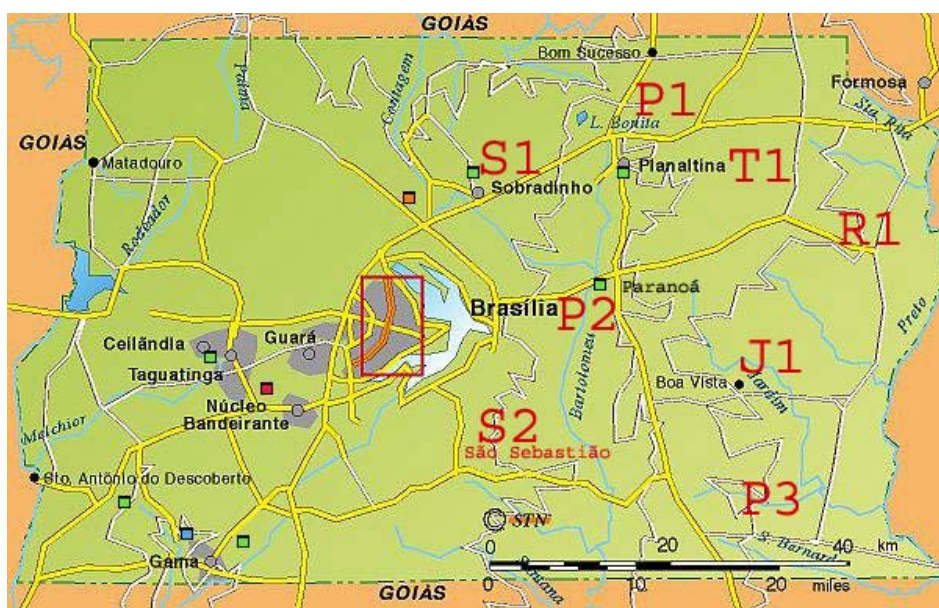 GOIÁS
Bom Sucesso
Formosa
Palma
Contagem
P1
Sta. Rita
L. Bonita
GOIÁS
Matadouro
S1
Planaltina
T1
Sobradinho
Rodeador
R1
Paranoá
Preto
Brasília
P2
Guará
Ceilândia
Taguatinga
J1
Boa Vista
Jardim
Bartolomeu
Núcleo
Bandeirante
Melchior
S2
São Sebastião
Sto. Antônio do Descoberto
P3
STN
0 20 40 km
S. Bernardo
Gama
0 10 20 miles
GOIÁS